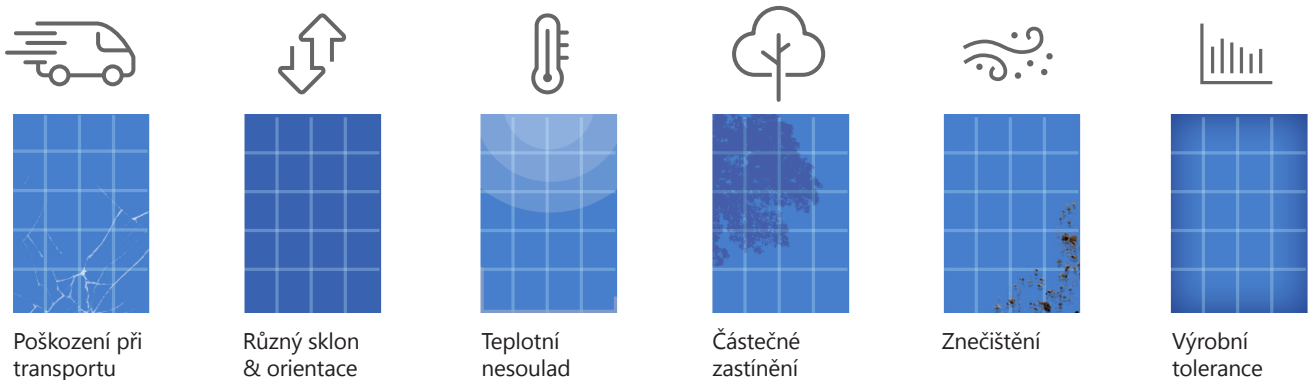 Poškození při
transportu
Různý sklon
& orientace
Teplotní
nesoulad
Částečné
zastínění
Znečištění
Výrobní
tolerance